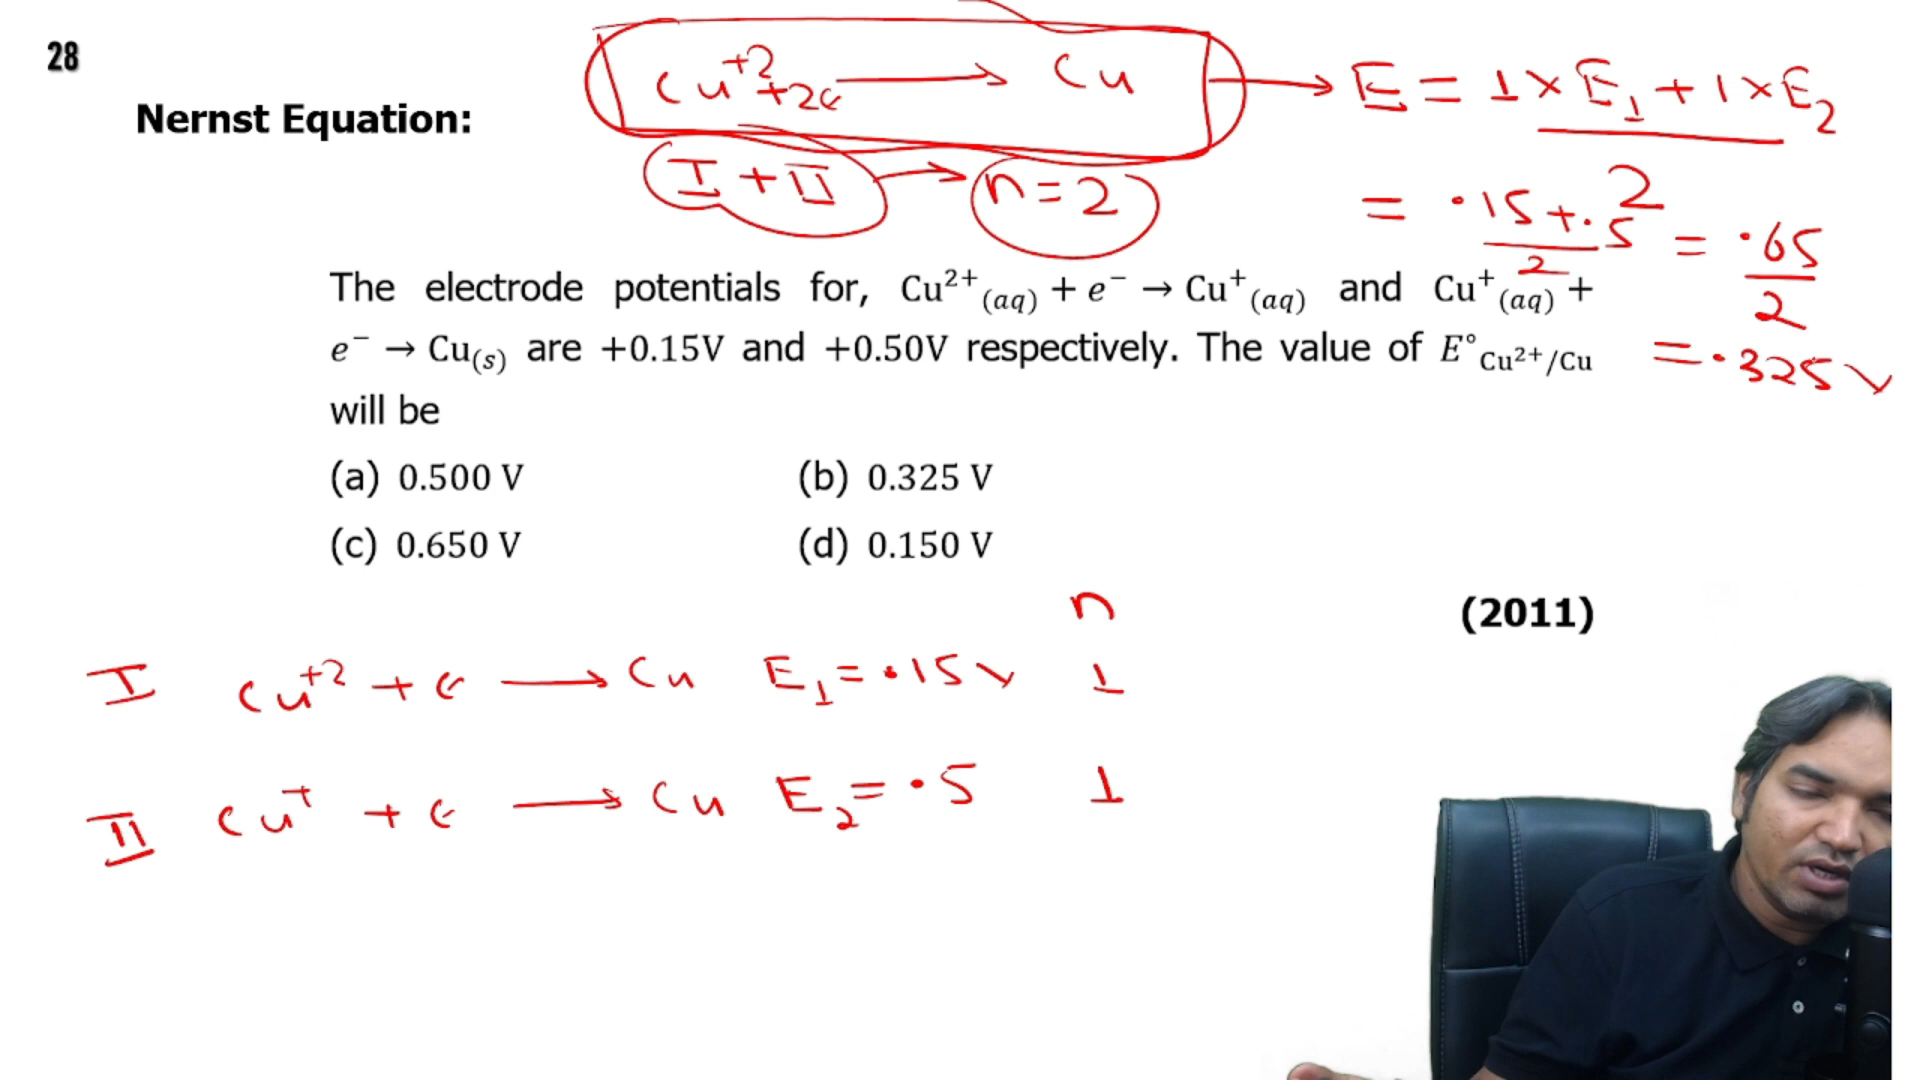 28
Cu⁺² + 2e → Cu → E = 1×E₁ + 1×E₂
2
Nernst Equation:
I + II → n = 2
= .15 + .5 = .65
2 2
= .325 V
The electrode potentials for, Cu²⁺(aq) + e⁻ → Cu⁺(aq) and Cu⁺(aq) +
e⁻ → Cu(s) are +0.15V and +0.50V respectively. The value of E°Cu²⁺/Cu
will be
(a) 0.500 V (b) 0.325 V
(c) 0.650 V (d) 0.150 V
(2011)
n
I Cu⁺² + e → Cu E₁ = .15 V 1
II Cu⁺ + e → Cu E₂ = .5 1